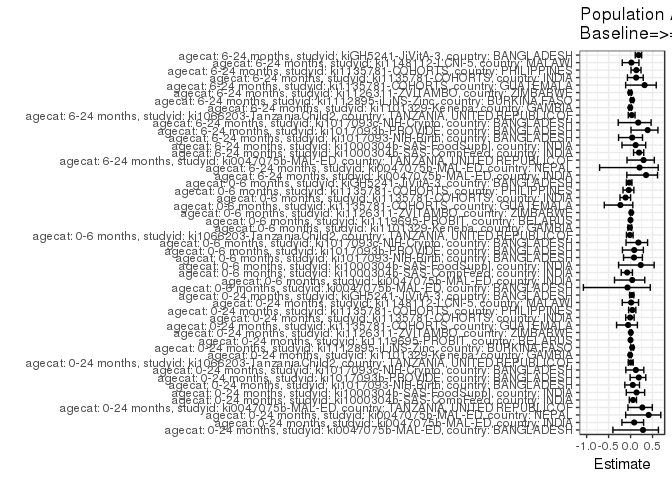 Population A
Baseline=>=
agecat: 6-24 months, studyid: kiGH5241-JiVitA-3, country: BANGLADESH
agecat: 6-24 months, studyid: ki1148112-LCNI-5, country: MALAWI
agecat: 6-24 months, studyid: ki1135781-COHORTS, country: PHILIPPINES
agecat: 6-24 months, studyid: ki1135781-COHORTS, country: INDIA
agecat: 6-24 months, studyid: ki1135781-COHORTS, country: GUATEMALA
agecat: 6-24 months, studyid: ki1126311-ZVITAMBO, country: ZIMBABWE
agecat: 6-24 months, studyid: ki1112895-iLiNS-Zinc, country: BURKINA FASO
agecat: 6-24 months, studyid: ki1101329-Keneba, country: GAMBIA
agecat: 6-24 months, studyid: ki1066203-TanzaniaChild2, country: TANZANIA, UNITED REPUBLIC OF
agecat: 6-24 months, studyid: ki1017093c-NIH-Crypto, country: BANGLADESH
agecat: 6-24 months, studyid: ki1017093b-PROVIDE, country: BANGLADESH
agecat: 6-24 months, studyid: ki1017093-NIH-Birth, country: BANGLADESH
agecat: 6-24 months, studyid: ki1000304b-SAS-FoodSuppl, country: INDIA
agecat: 6-24 months, studyid: ki1000304b-SAS-CompFeed, country: INDIA
agecat: 6-24 months, studyid: ki0047075b-MAL-ED, country: TANZANIA, UNITED REPUBLIC OF
agecat: 6-24 months, studyid: ki0047075b-MAL-ED, country: NEPAL
agecat: 6-24 months, studyid: ki0047075b-MAL-ED, country: INDIA
agecat: 0-6 months, studyid: kiGH5241-JiVitA-3, country: BANGLADESH
agecat: 0-6 months, studyid: ki1135781-COHORTS, country: PHILIPPINES
agecat: 0-6 months, studyid: ki1135781-COHORTS, country: INDIA
agecat: 0-6 months, studyid: ki1135781-COHORTS, country: GUATEMALA
agecat: 0-6 months, studyid: ki1126311-ZVITAMBO, country: ZIMBABWE
agecat: 0-6 months, studyid: ki1119695-PROBIT, country: BELARUS
agecat: 0-6 months, studyid: ki1101329-Keneba, country: GAMBIA
agecat: 0-6 months, studyid: ki1066203-TanzaniaChild2, country: TANZANIA, UNITED REPUBLIC OF
agecat: 0-6 months, studyid: ki1017093c-NIH-Crypto, country: BANGLADESH
agecat: 0-6 months, studyid: ki1017093b-PROVIDE, country: BANGLADESH
agecat: 0-6 months, studyid: ki1017093-NIH-Birth, country: BANGLADESH
agecat: 0-6 months, studyid: ki1000304b-SAS-FoodSuppl, country: INDIA
agecat: 0-6 months, studyid: ki1000304b-SAS-CompFeed, country: INDIA
agecat: 0-6 months, studyid: ki0047075b-MAL-ED, country: INDIA
agecat: 0-6 months, studyid: ki0047075b-MAL-ED, country: BANGLADESH
agecat: 0-24 months, studyid: kiGH5241-JiVitA-3, country: BANGLADESH
agecat: 0-24 months, studyid: ki1148112-LCNI-5, country: MALAWI
agecat: 0-24 months, studyid: ki1135781-COHORTS, country: PHILIPPINES
agecat: 0-24 months, studyid: ki1135781-COHORTS, country: INDIA
agecat: 0-24 months, studyid: ki1135781-COHORTS, country: GUATEMALA
agecat: 0-24 months, studyid: ki1126311-ZVITAMBO, country: ZIMBABWE
agecat: 0-24 months, studyid: ki1119695-PROBIT, country: BELARUS
agecat: 0-24 months, studyid: ki1112895-iLiNS-Zinc, country: BURKINA FASO
agecat: 0-24 months, studyid: ki1101329-Keneba, country: GAMBIA
agecat: 0-24 months, studyid: ki1066203-TanzaniaChild2, country: TANZANIA, UNITED REPUBLIC OF
agecat: 0-24 months, studyid: ki1017093c-NIH-Crypto, country: BANGLADESH
agecat: 0-24 months, studyid: ki1017093b-PROVIDE, country: BANGLADESH
agecat: 0-24 months, studyid: ki1017093-NIH-Birth, country: BANGLADESH
agecat: 0-24 months, studyid: ki1000304b-SAS-FoodSuppl, country: INDIA
agecat: 0-24 months, studyid: ki1000304b-SAS-CompFeed, country: INDIA
agecat: 0-24 months, studyid: ki0047075b-MAL-ED, country: TANZANIA, UNITED REPUBLIC OF
agecat: 0-24 months, studyid: ki0047075b-MAL-ED, country: NEPAL
agecat: 0-24 months, studyid: ki0047075b-MAL-ED, country: INDIA
agecat: 0-24 months, studyid: ki0047075b-MAL-ED, country: BANGLADESH
-1.0 -0.5 0.0 0.5
Estimate